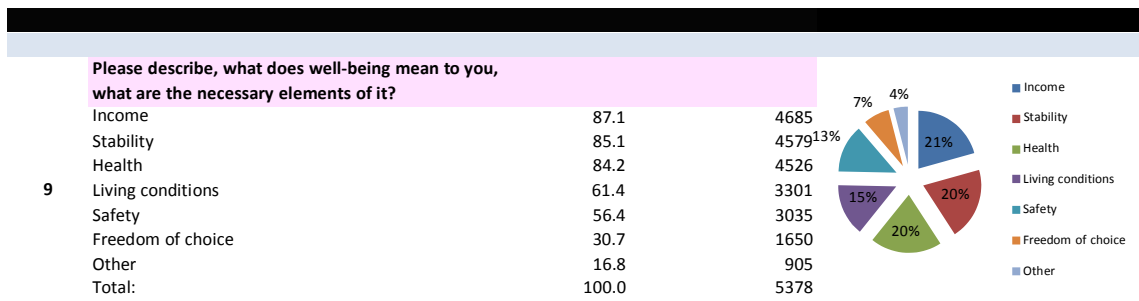 Please describe, what does well-being mean to you,
what are the necessary elements of it?
Income 87.1 4685
Stability 85.1 4579
Health 84.2 4526
9 Living conditions 61.4 3301
Safety 56.4 3035
Freedom of choice 30.7 1650
Other 16.8 905
Total: 100.0 5378
4%
7%
13%
21%
15%
20%
20%
Income
Stability
Health
Living conditions
Safety
Freedom of choice
Other